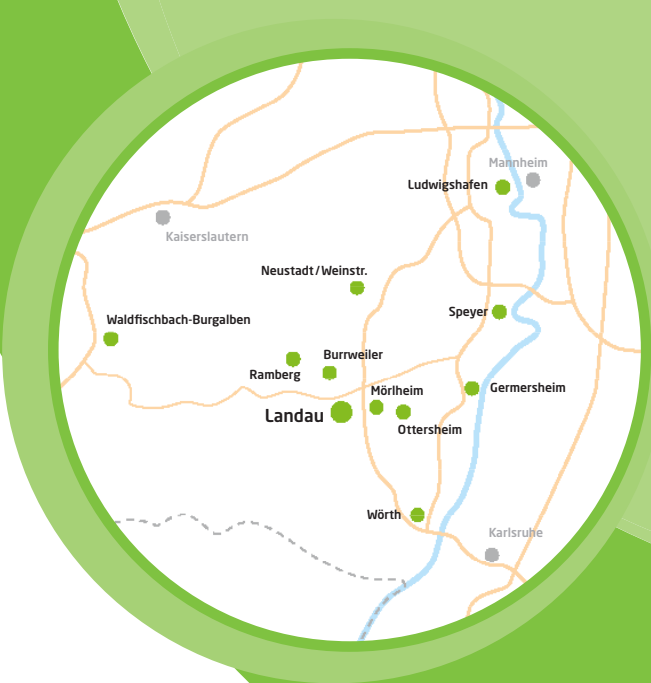 Mannheim
Ludwigshafen
Kaiserslautern
Neustadt/Weinstr.
Speyer
Waldfischbach-Burgalben
Burrweiler
Ramberg
Mörlheim
Germersheim
Landau
Ottersheim
Wörth
Karlsruhe